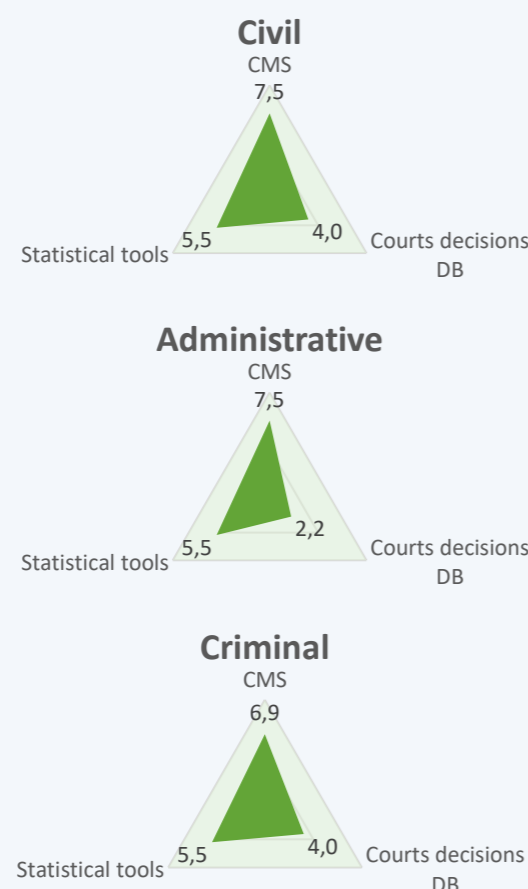 Civil
CMS
7,5
5,5
4,0
Statistical tools
Courts decisions
DB
Administrative
CMS
7,5
5,5
2,2
Statistical tools
Courts decisions
DB
Criminal
CMS
6,9
5,5
4,0
Statistical tools
Courts decisions
DB